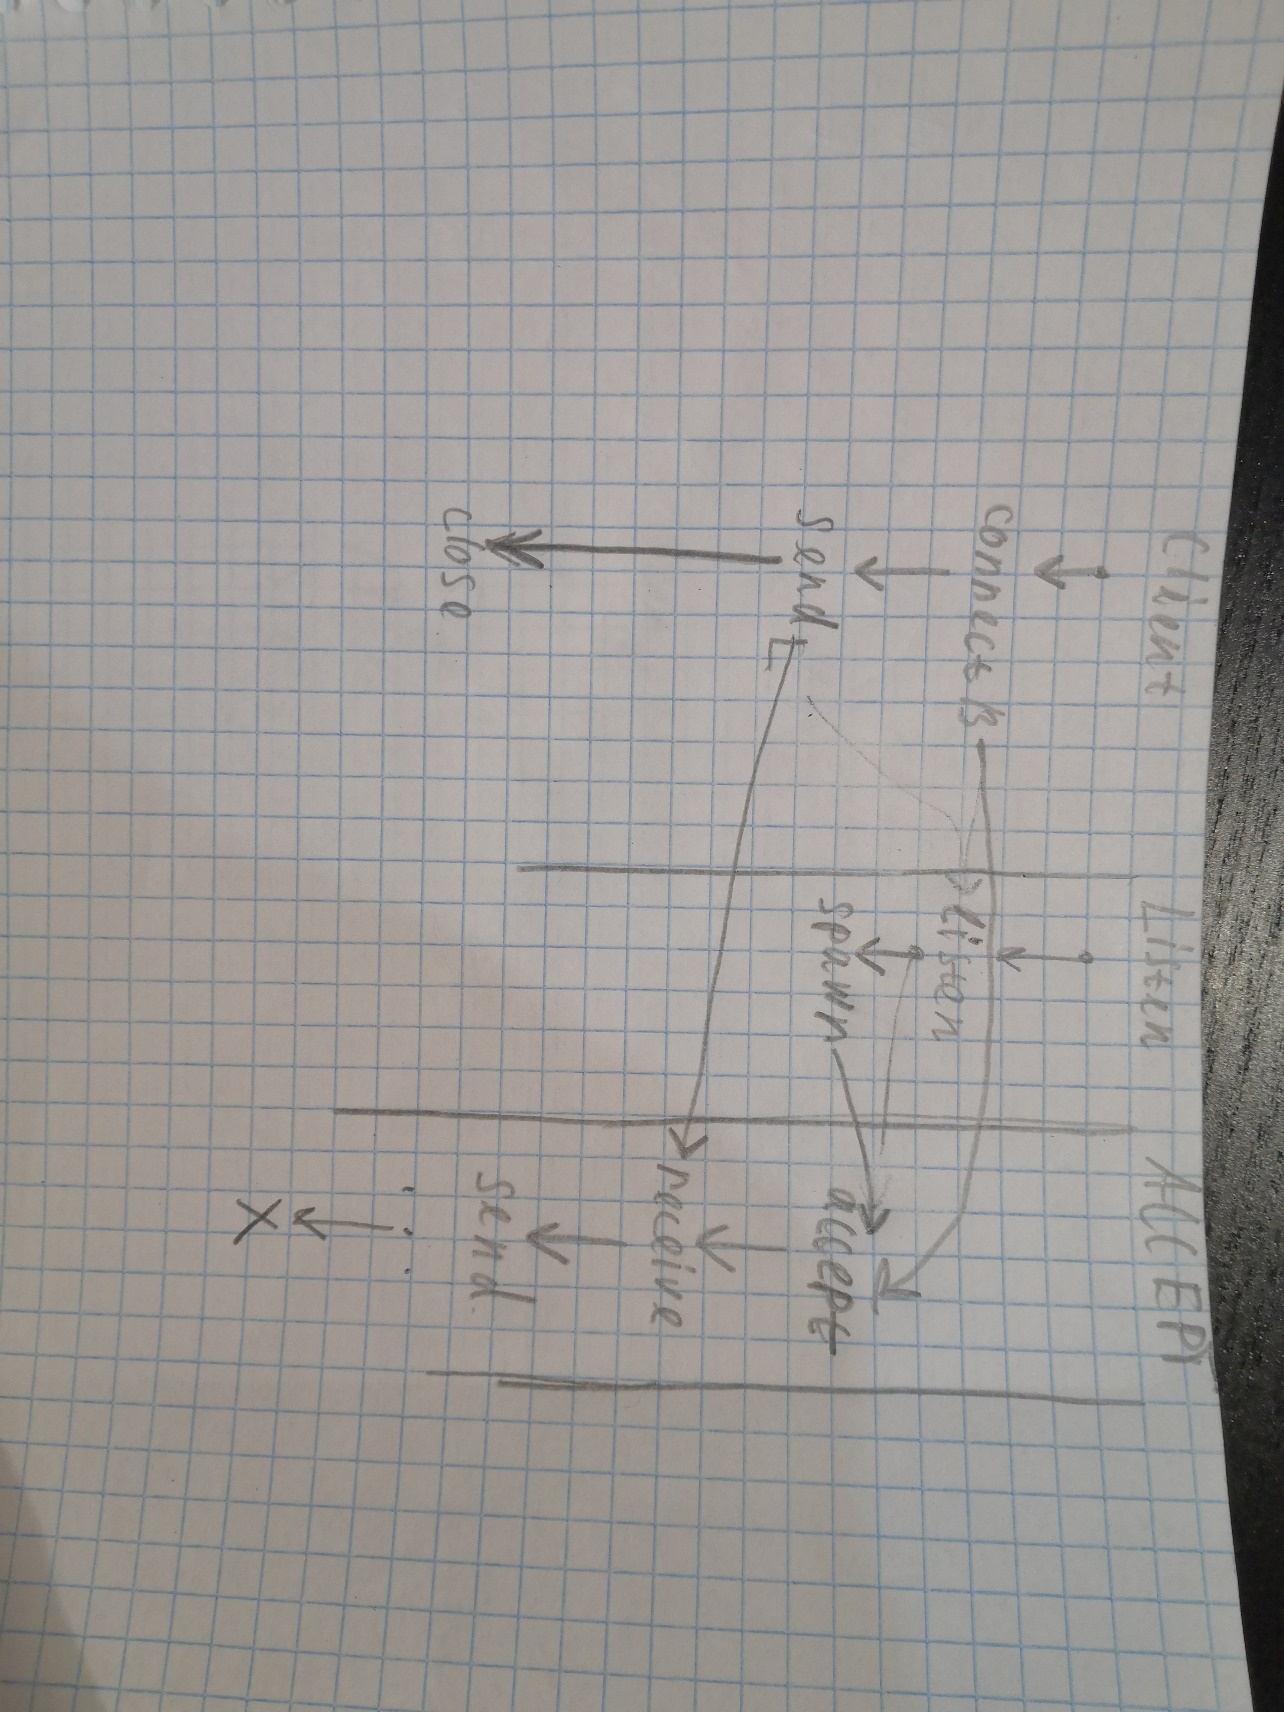 Client Listen ACCEPT
connect B listen
send spawn accept
receive
close send
X